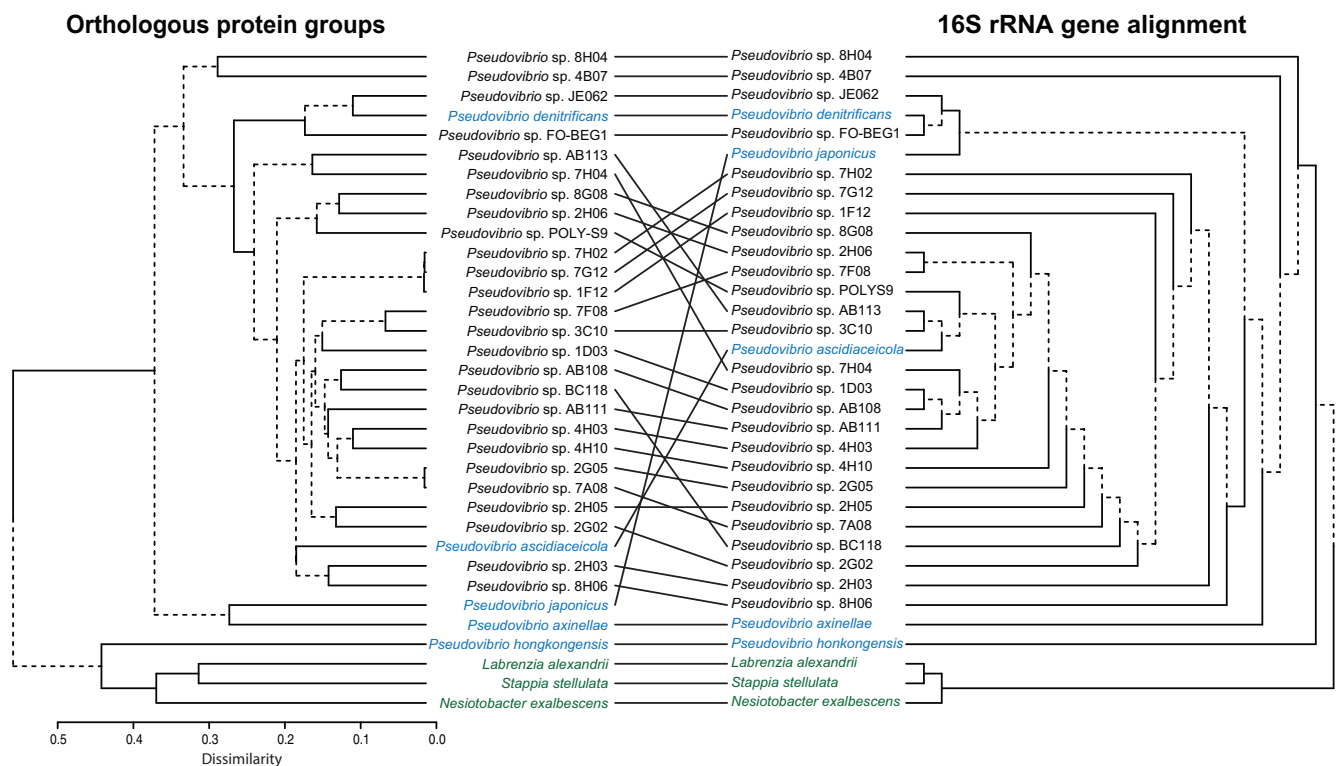 Orthologous protein groups
16S rRNA gene alignment
Pseudovibrio sp. 8H04
Pseudovibrio sp. 4B07
Pseudovibrio sp. JE062
Pseudovibrio denitrificans
Pseudovibrio sp. FO-BEG1
Pseudovibrio sp. AB113
Pseudovibrio sp. 7H04
Pseudovibrio sp. 8G08
Pseudovibrio sp. 2H06
Pseudovibrio sp. POLY-S9
Pseudovibrio sp. 7H02
Pseudovibrio sp. 7G12
Pseudovibrio sp. 1F12
Pseudovibrio sp. 7F08
Pseudovibrio sp. 3C10
Pseudovibrio sp. 1D03
Pseudovibrio sp. AB108
Pseudovibrio sp. BC118
Pseudovibrio sp. AB111
Pseudovibrio sp. 4H03
Pseudovibrio sp. 4H10
Pseudovibrio sp. 2G05
Pseudovibrio sp. 7A08
Pseudovibrio sp. 2H05
Pseudovibrio sp. 2G02
Pseudovibrio ascidiaceicola
Pseudovibrio sp. 2H03
Pseudovibrio sp. 8H06
Pseudovibrio japonicus
Pseudovibrio axinellae
Pseudovibrio hongkongensis
Labrenzia alexandrii
Stappia stellulata
Nesiotobacter exalbescens
Pseudovibrio sp. 8H04
Pseudovibrio sp. 4B07
Pseudovibrio sp. JE062
Pseudovibrio denitrificans
Pseudovibrio sp. FO-BEG1
Pseudovibrio japonicus
Pseudovibrio sp. 7H02
Pseudovibrio sp. 7G12
Pseudovibrio sp. 1F12
Pseudovibrio sp. 8G08
Pseudovibrio sp. 2H06
Pseudovibrio sp. 7F08
Pseudovibrio sp. POLYS9
Pseudovibrio sp. AB113
Pseudovibrio sp. 3C10
Pseudovibrio ascidiaceicola
Pseudovibrio sp. 7H04
Pseudovibrio sp. 1D03
Pseudovibrio sp. AB108
Pseudovibrio sp. AB111
Pseudovibrio sp. 4H03
Pseudovibrio sp. 4H10
Pseudovibrio sp. 2G05
Pseudovibrio sp. 2H05
Pseudovibrio sp. 7A08
Pseudovibrio sp. BC118
Pseudovibrio sp. 2G02
Pseudovibrio sp. 2H03
Pseudovibrio sp. 8H06
Pseudovibrio axinellae
Pseudovibrio honkongensis
Labrenzia alexandrii
Stappia stellulata
Nesiotobacter exalbescens
0.5 0.4 0.3 0.2 0.1 0.0
Dissimilarity